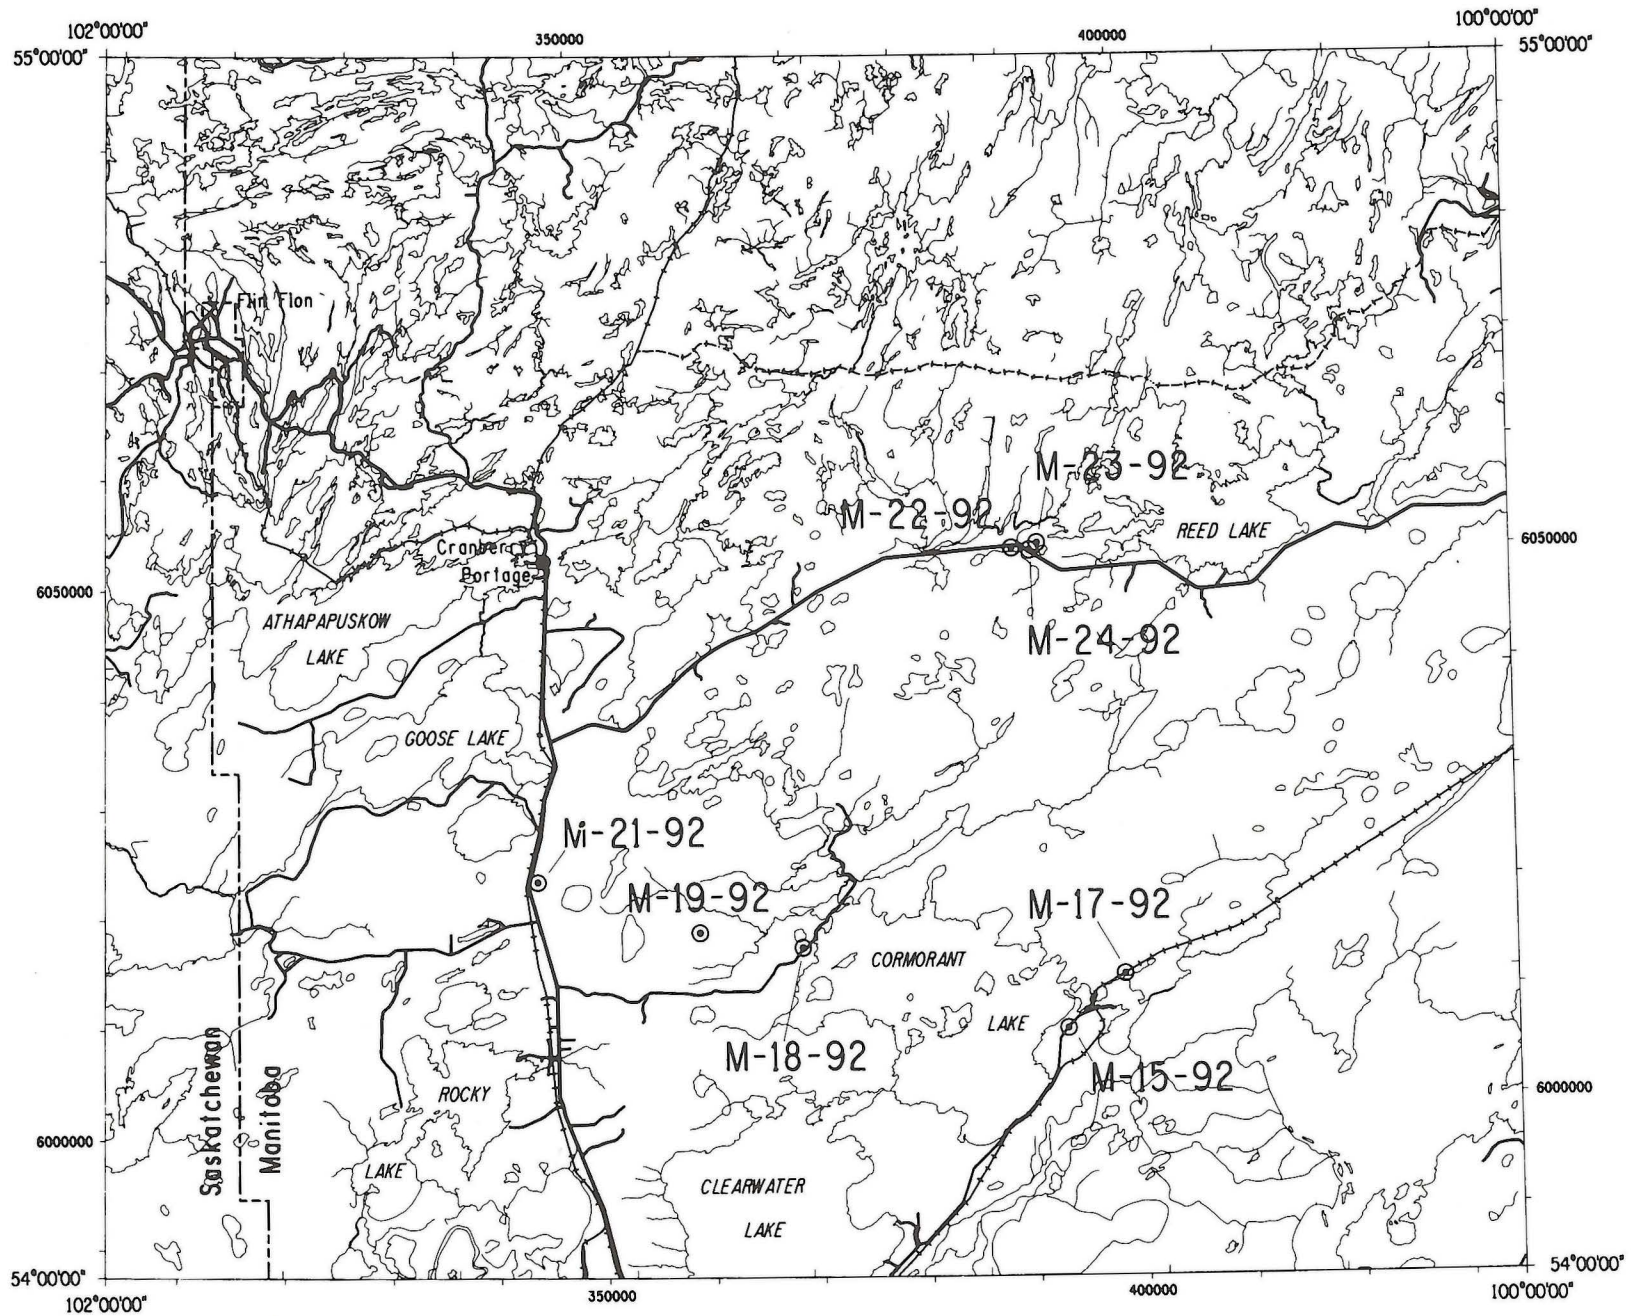 102°00'00"
350000
400000
100°00'00"
55°00'00"
55°00'00"
Flin Flon
M-23-92
M-22-92
REED LAKE
6050000
Cranberry
Portage
6050000
ATHAPAPUSKOW
LAKE
M-24-92
GOOSE LAKE
M-21-92
M-19-92
M-17-92
CORMORANT
LAKE
M-18-92
M-15-92
Saskatchewan
Manitoba
ROCKY
LAKE
6000000
6000000
CLEARWATER
LAKE
54°00'00"
54°00'00"
102°00'00"
350000
400000
100°00'00"